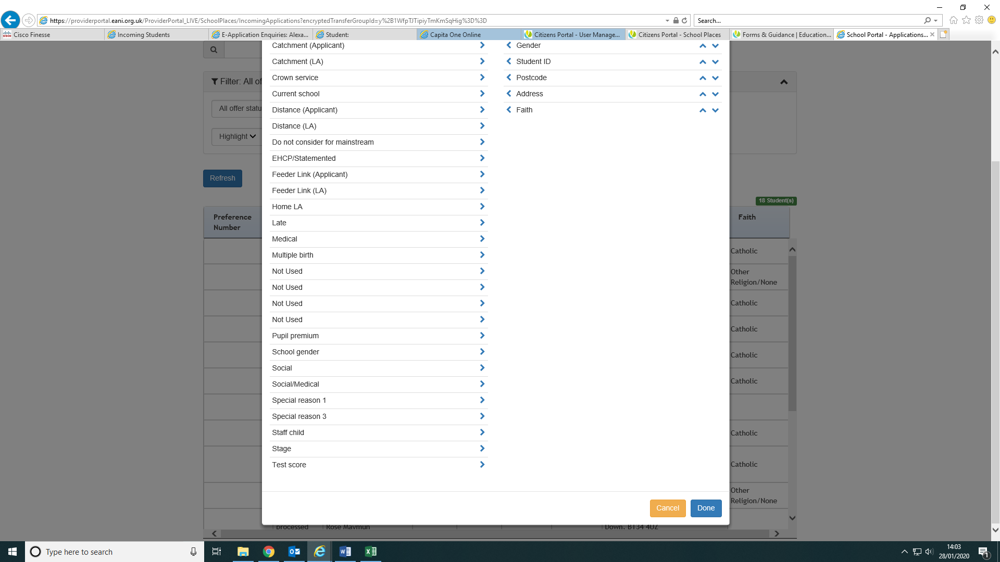 https://providerportal.eani.org.uk/ProviderPortal_LIVE/SchoolPlaces/IncomingApplications?encryptedTransferGroupId=y%2B1WfpTJTipiyTmKmSqHig%3D%3D
Search...
Cisco Finesse
Incoming Students
E-Application Enquiries: Alexa...
Student:
Capita One Online
Citizens Portal - User Manage...
Citizens Portal - School Places
Forms & Guidance | Education...
School Portal - Applications...
Filter: All of
All offer statu
Highlight
Refresh
18 Student(s)
Preference
Number
Catchment (Applicant)
Catchment (LA)
Crown service
Current school
Distance (Applicant)
Distance (LA)
Do not consider for mainstream
EHCP/Statemented
Feeder Link (Applicant)
Feeder Link (LA)
Home LA
Late
Medical
Multiple birth
Not Used
Not Used
Not Used
Not Used
Pupil premium
School gender
Social
Social/Medical
Special reason 1
Special reason 3
Staff child
Stage
Test score
Gender
Student ID
Postcode
Address
Faith
Cancel
Done
Faith
Catholic
Other
Religion/None
Catholic
Catholic
Catholic
Catholic
Catholic
Catholic
Other
Religion/None
processed
Rose Maymun
Down, BT34 4UZ
Type here to search
14:03
28/01/2020
1